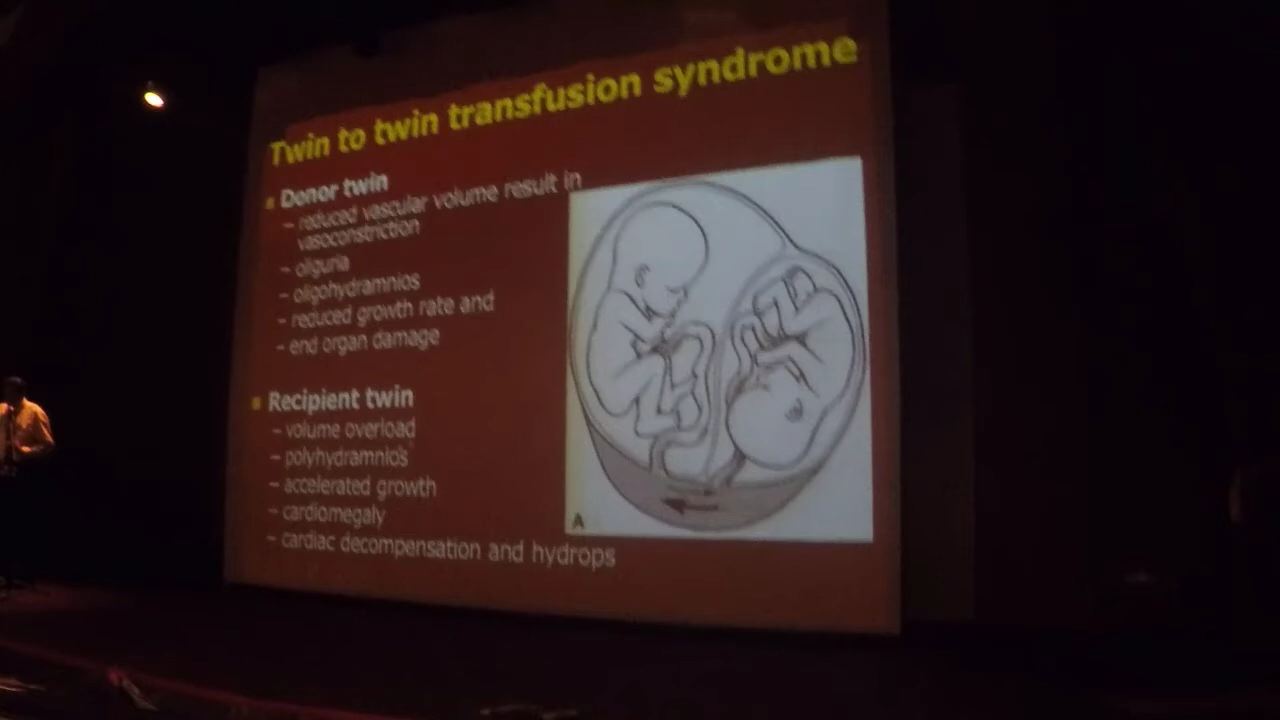 Twin to twin transfusion syndrome
Donor twin
– reduced vascular volume result in
vasoconstriction
– oliguria
– oligohydramnios
– reduced growth rate and
– end organ damage
Recipient twin
– volume overload
– polyhydramnios
– accelerated growth
– cardiomegaly
– cardiac decompensation and hydrops
A